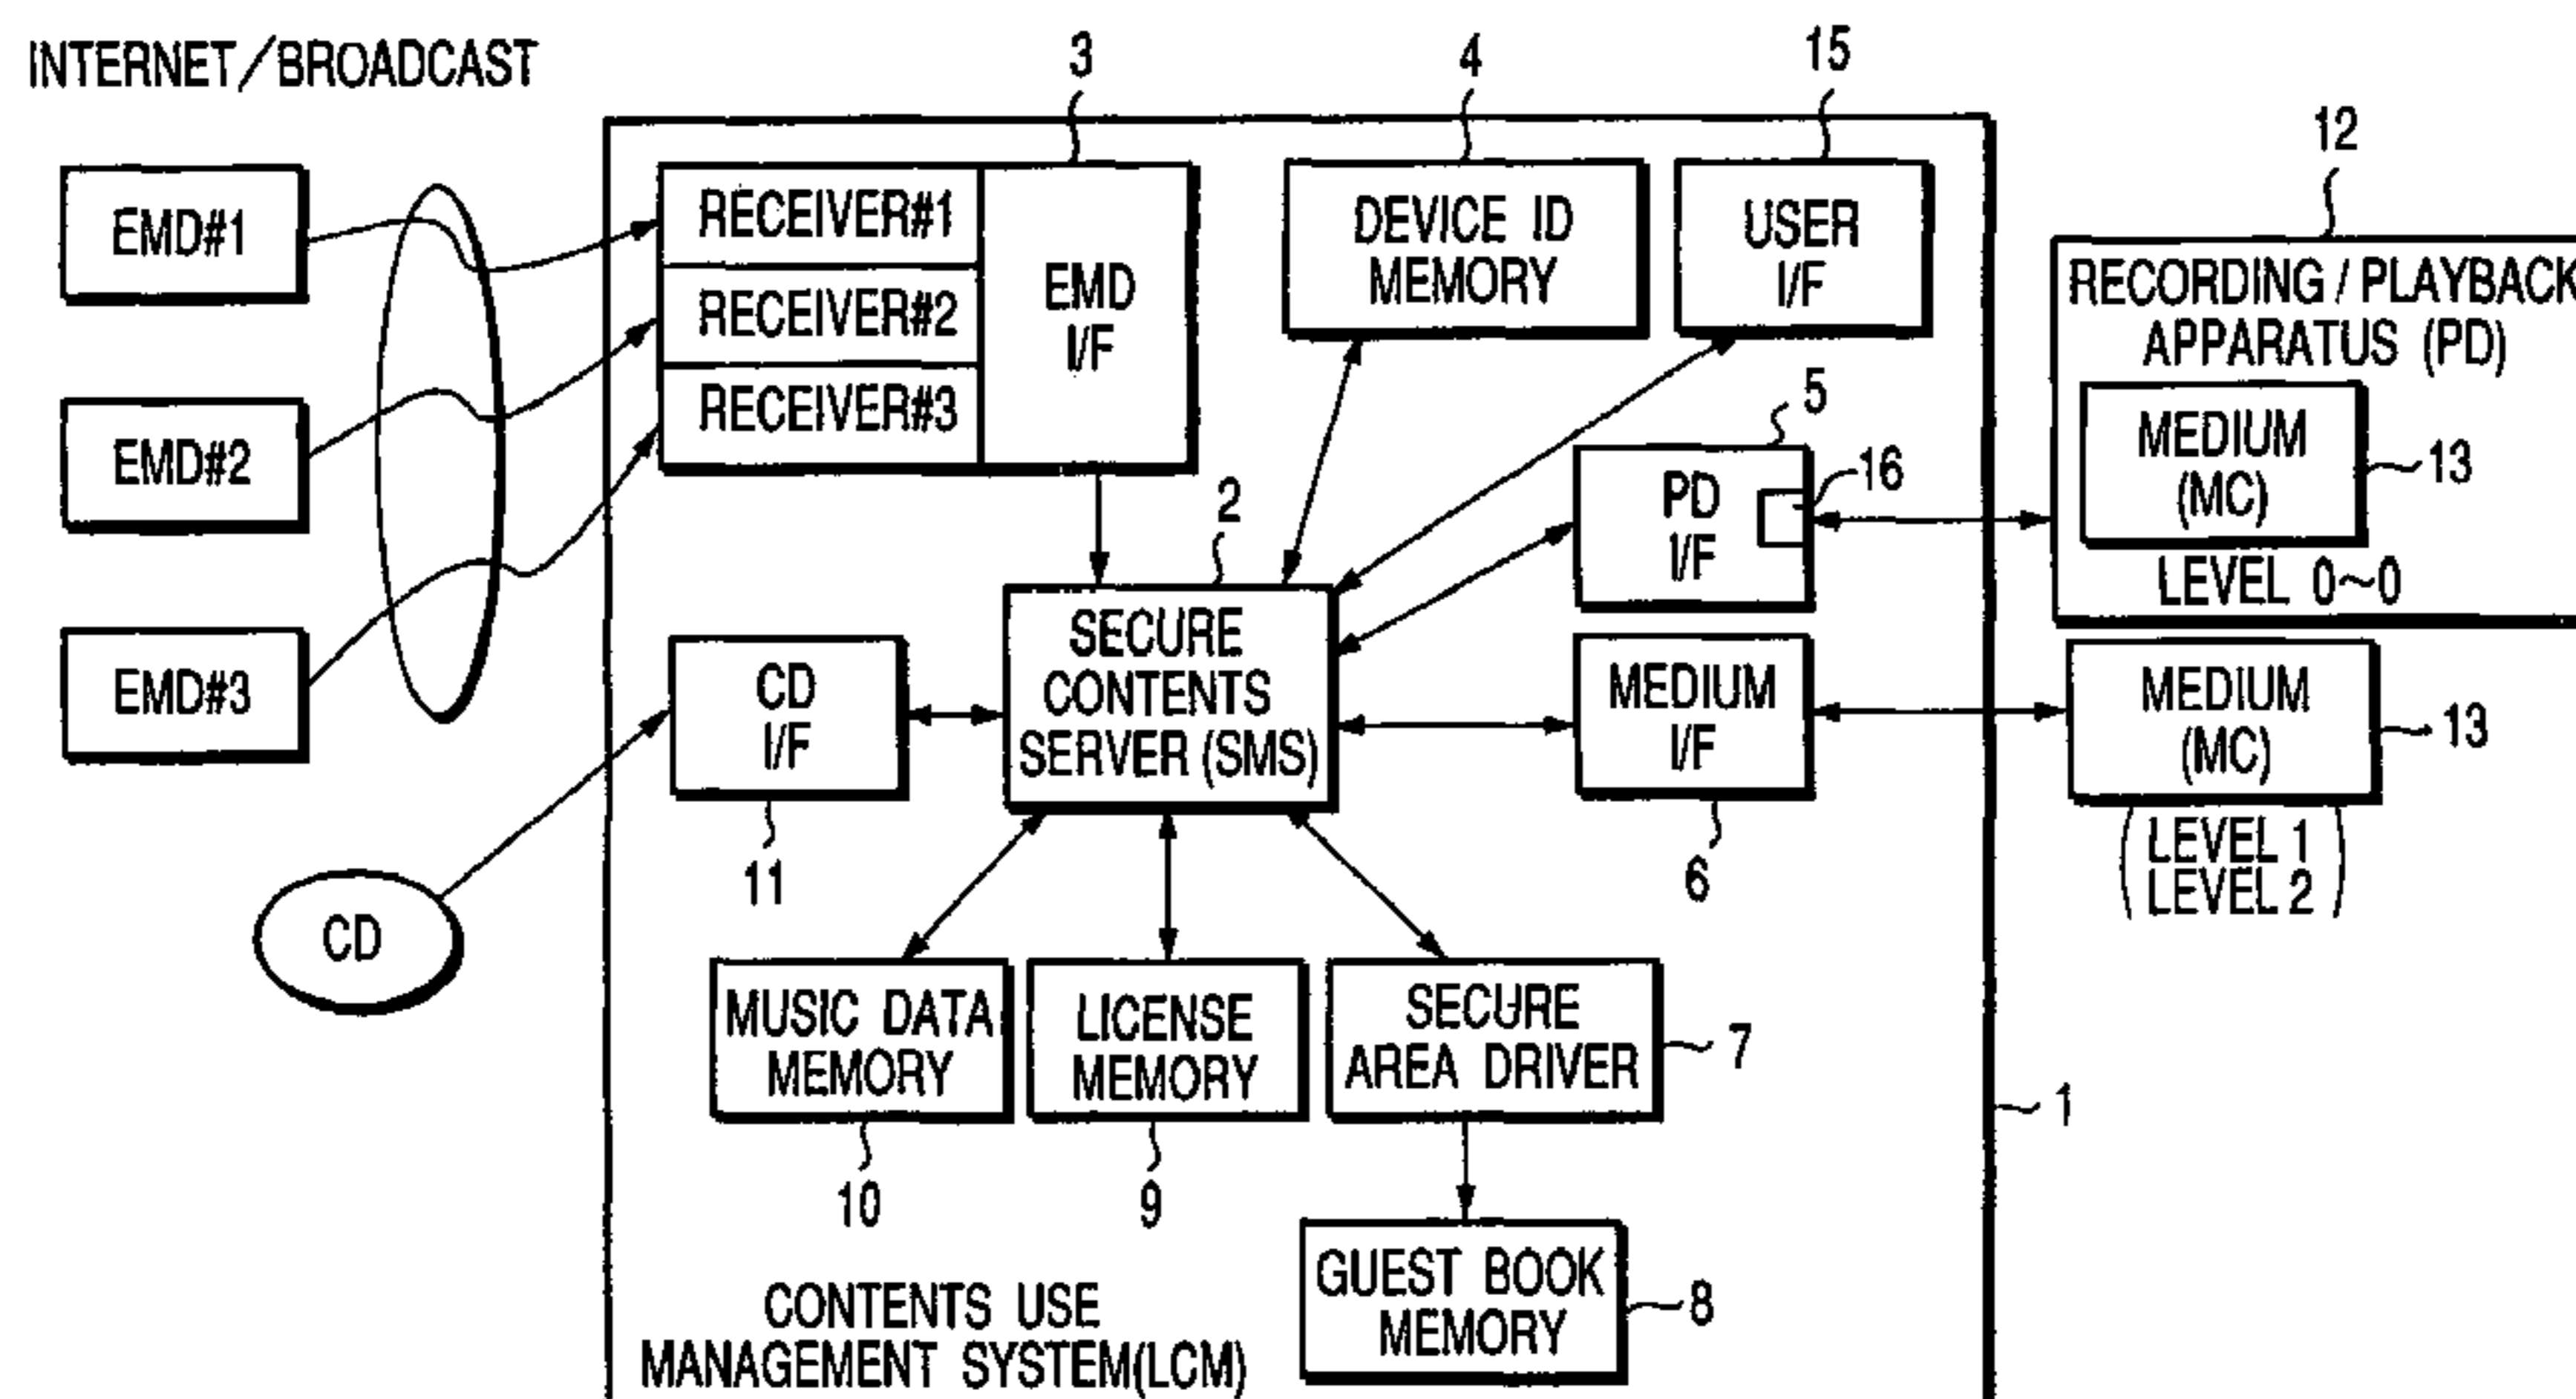 INTERNET/BROADCAST
3
4
15
12
EMD#1
EMD#2
EMD#3
RECEIVER#1
RECEIVER#2
RECEIVER#3
EMD
I/F
DEVICE ID
MEMORY
USER
I/F
RECORDING / PLAYBACK
APPARATUS (PD)
MEDIUM
(MC)
13
LEVEL 0~0
5
PD
I/F
16
2
SECURE
CONTENTS
SERVER (SMS)
CD
I/F
11
MEDIUM
I/F
6
MEDIUM
(MC)
13
LEVEL 1
LEVEL 2
CD
MUSIC DATA
MEMORY
10
LICENSE
MEMORY
9
SECURE
AREA DRIVER
7
1
GUEST BOOK
MEMORY
8
CONTENTS USE
MANAGEMENT SYSTEM(LCM)